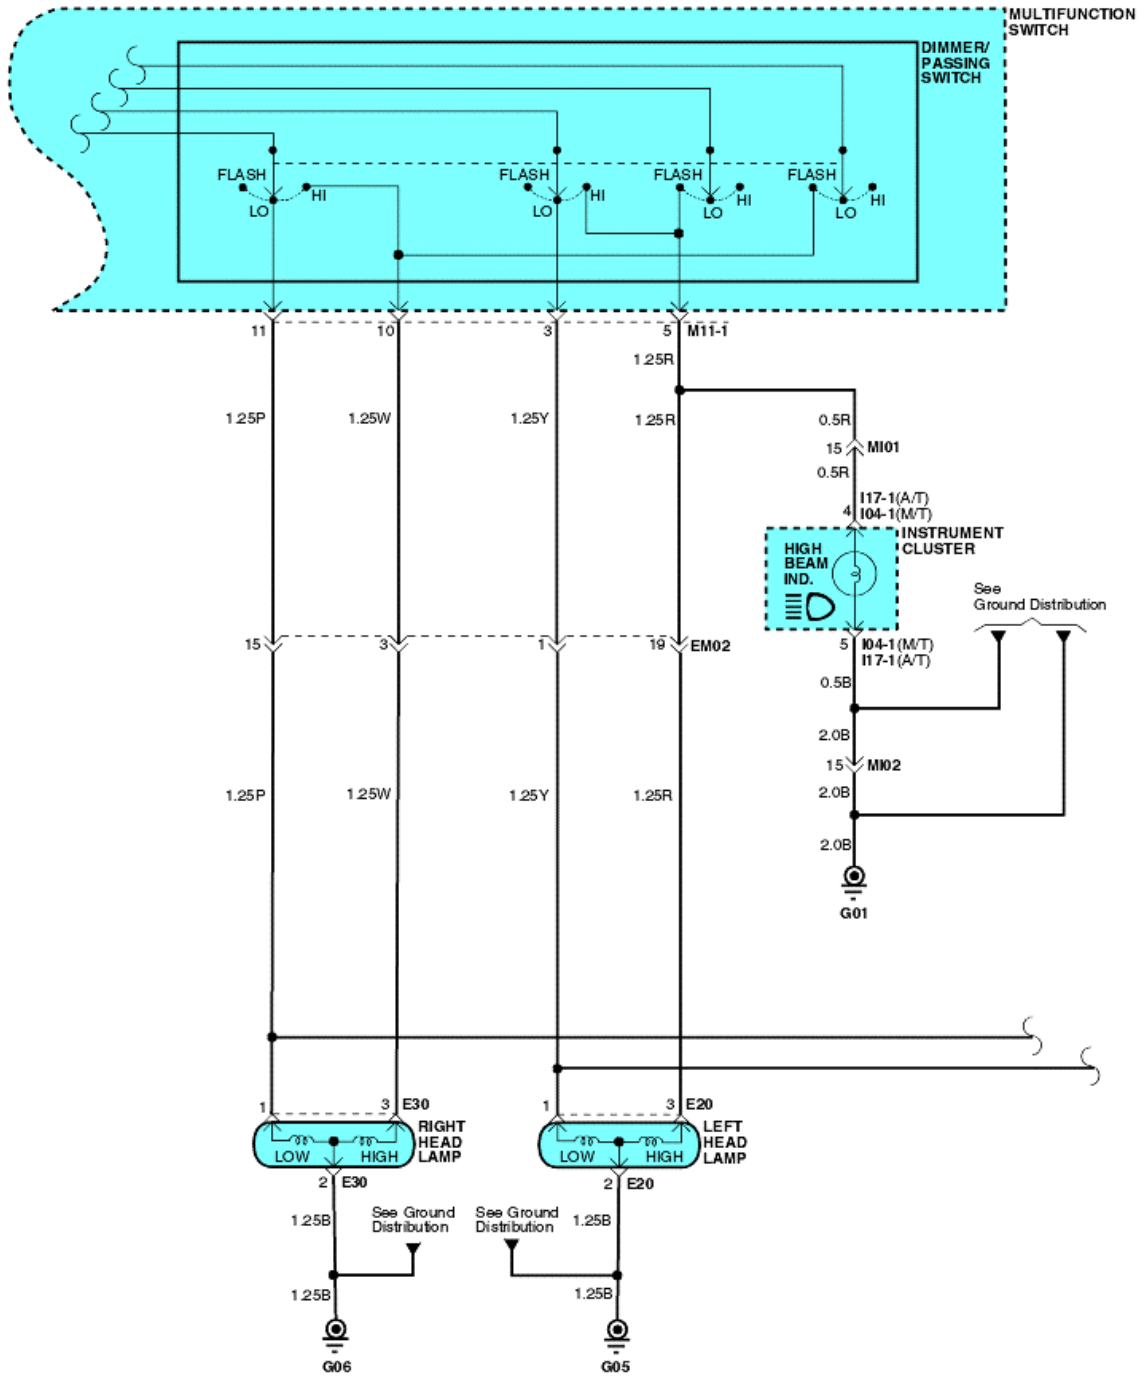 MULTIFUNCTION
SWITCH
DIMMER/
PASSING
SWITCH
FLASH
HI
LO
FLASH
LO
FLASH
HI
LO
FLASH
HI
LO
11
10
3
5
M11-1
1.25R
1.25P
1.25W
1.25Y
1.25R
0.5R
15
MI01
0.5R
I17-1(A/T)
4
I04-1(M/T)
INSTRUMENT
CLUSTER
HIGH
BEAM
IND.
See
Ground Distribution
15
3
1
19
EM02
5
I04-1(M/T)
I17-1(A/T)
0.5B
2.0B
15
MI02
1.25P
1.25W
1.25Y
1.25R
2.0B
2.0B
G01
1
3
E30
1
3
E20
RIGHT
HEAD
LAMP
LOW
HIGH
LEFT
HEAD
LAMP
LOW
HIGH
2
E30
2
E20
1.25B
See Ground
Distribution
See Ground
Distribution
1.25B
1.25B
1.25B
G06
G05